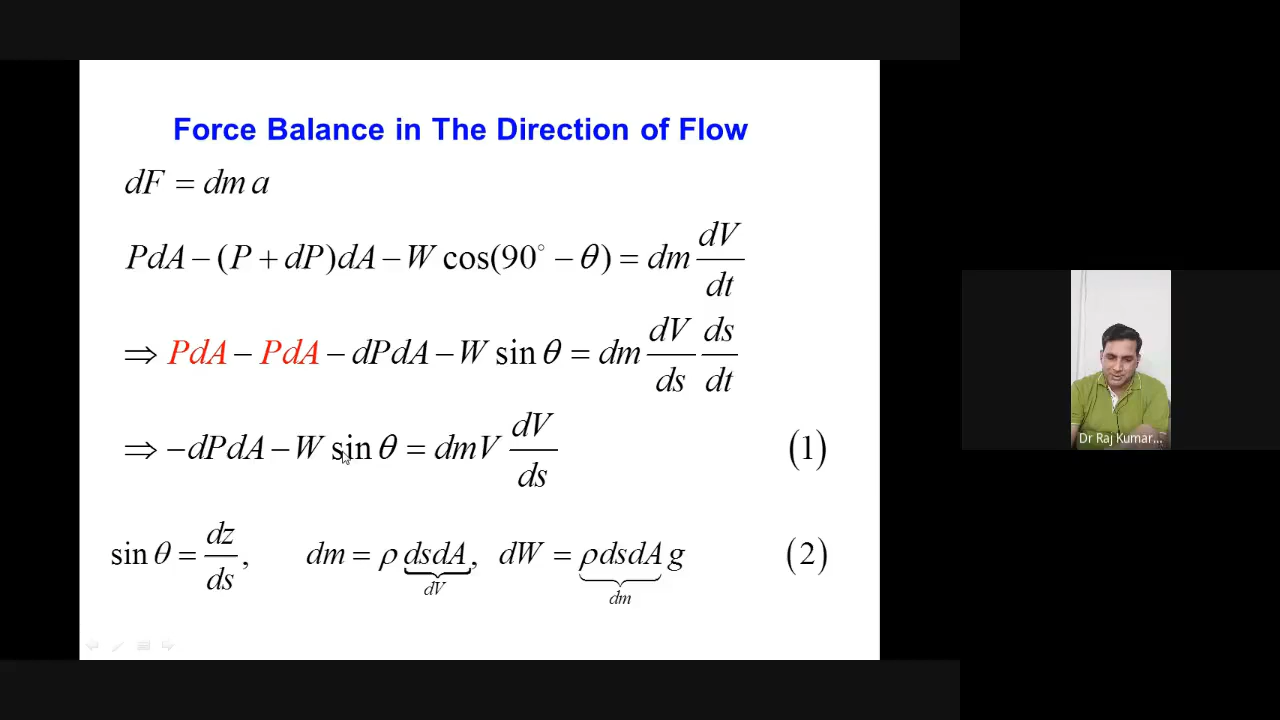 Force Balance in The Direction of Flow
dF = dm a
PdA − (P + dP)dA − W cos(90° − θ) = dm dV/dt
⇒ PdA − PdA − dPdA − W sin θ = dm dV/ds ds/dt
⇒ −dPdA − W sin θ = dmV dV/ds (1)
sin θ = dz/ds, dm = ρ dsdA, dW = ρdsdA g (2)
dV dm
Dr Raj Kumar...